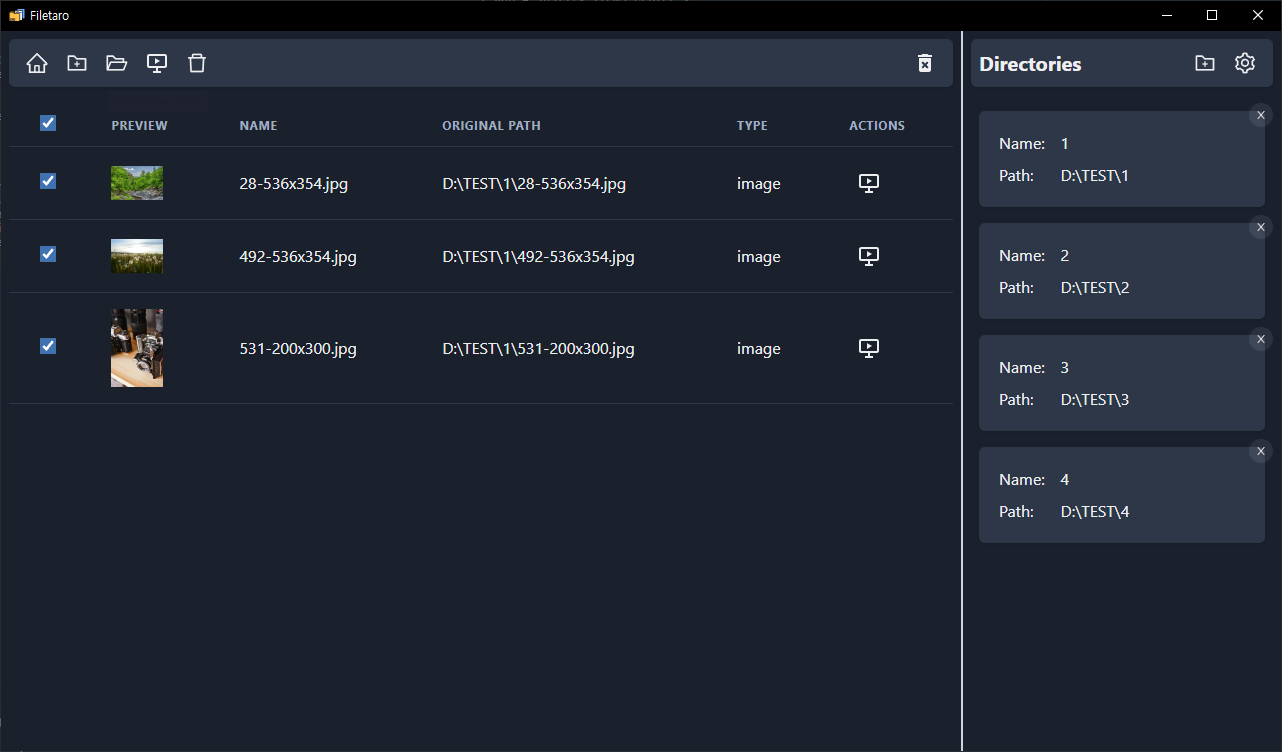 Filetaro
Directories
PREVIEW NAME ORIGINAL PATH TYPE ACTIONS
28-536x354.jpg D:\TEST\1\28-536x354.jpg image
492-536x354.jpg D:\TEST\1\492-536x354.jpg image
531-200x300.jpg D:\TEST\1\531-200x300.jpg image
X
Name: 1
Path: D:\TEST\1
X
Name: 2
Path: D:\TEST\2
X
Name: 3
Path: D:\TEST\3
X
Name: 4
Path: D:\TEST\4